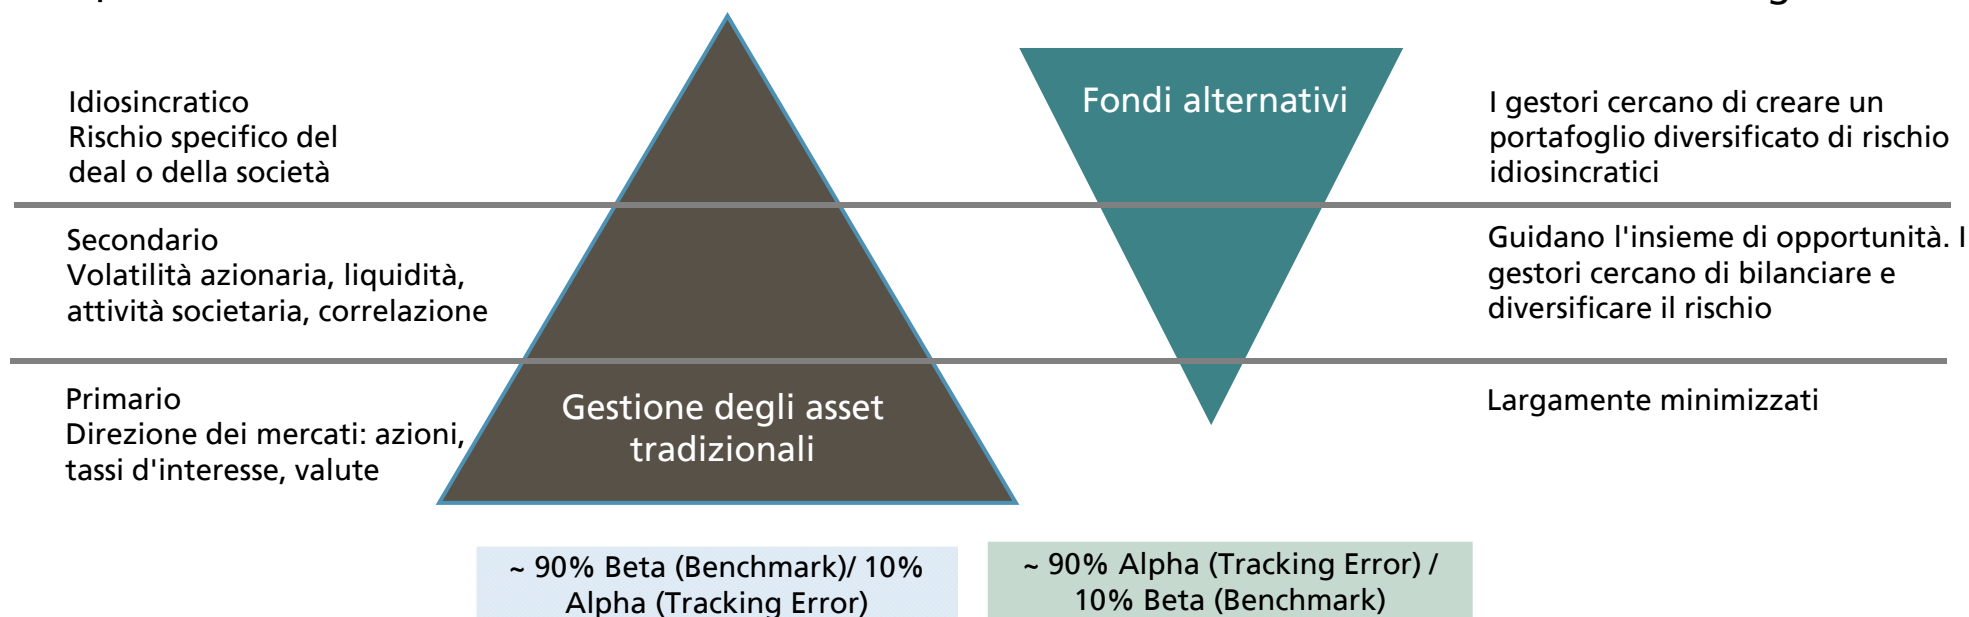 Idiosincratico
Rischio specifico del
deal o della società
Fondi alternativi
I gestori cercano di creare un
portafoglio diversificato di rischio
idiosincratici
Secondario
Volatilità azionaria, liquidità,
attività societaria, correlazione
Guidano l'insieme di opportunità. I
gestori cercano di bilanciare e
diversificare il rischio
Primario
Direzione dei mercati: azioni,
tassi d'interesse, valute
Gestione degli asset
tradizionali
Largamente minimizzati
~ 90% Beta (Benchmark)/ 10%
Alpha (Tracking Error)
~ 90% Alpha (Tracking Error) /
10% Beta (Benchmark)